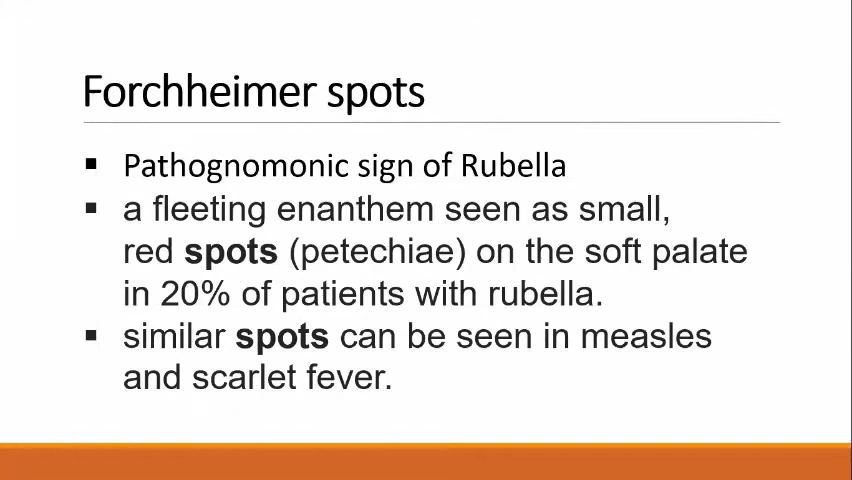 Forchheimer spots
▪ Pathognomonic sign of Rubella
▪ a fleeting enanthem seen as small,
red spots (petechiae) on the soft palate
in 20% of patients with rubella.
▪ similar spots can be seen in measles
and scarlet fever.